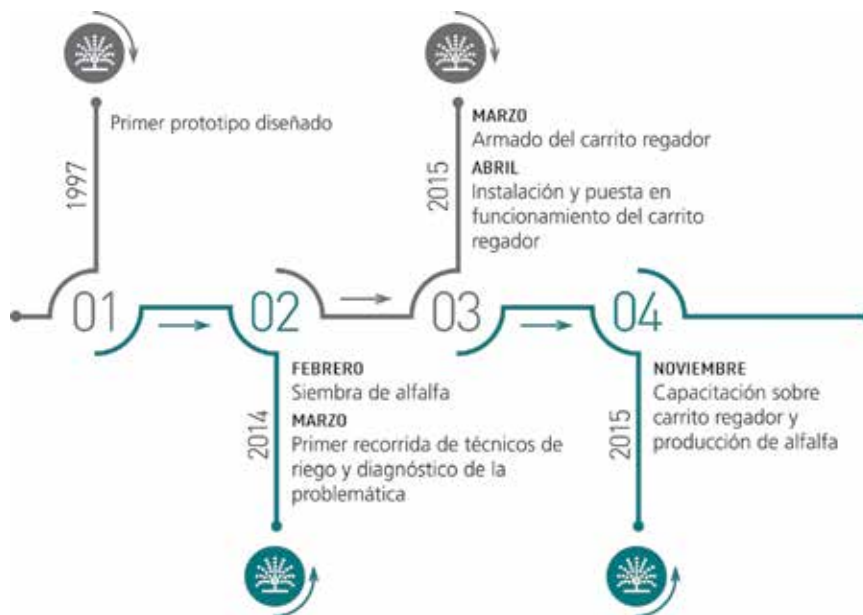 1997
Primer prototipo diseñado
01
02
2014
FEBRERO
Siembra de alfalfa
MARZO
Primer recorrida de técnicos de
riego y diagnóstico de la
problemática
03
2015
MARZO
Armado del carrito regador
ABRIL
Instalación y puesta en
funcionamiento del carrito
regador
04
2015
NOVIEMBRE
Capacitación sobre
carrito regador y
producción de alfalfa